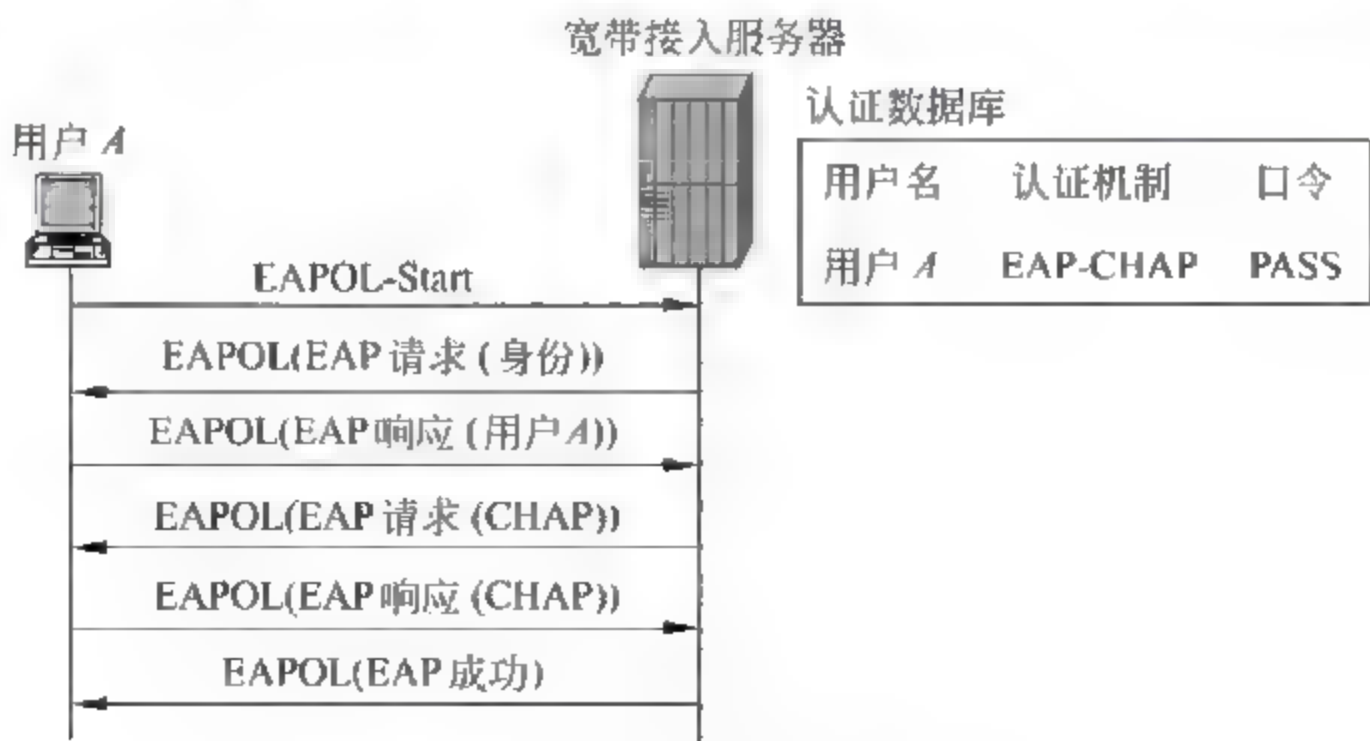 宽带接入服务器
认证数据库
用户 A
用户名 认证机制 口令
用户 A EAP-CHAP PASS
EAPOL-Start
EAPOL(EAP 请求 (身份))
EAPOL(EAP 响应 (用户A))
EAPOL(EAP 请求 (CHAP))
EAPOL(EAP 响应 (CHAP))
EAPOL(EAP 成功)